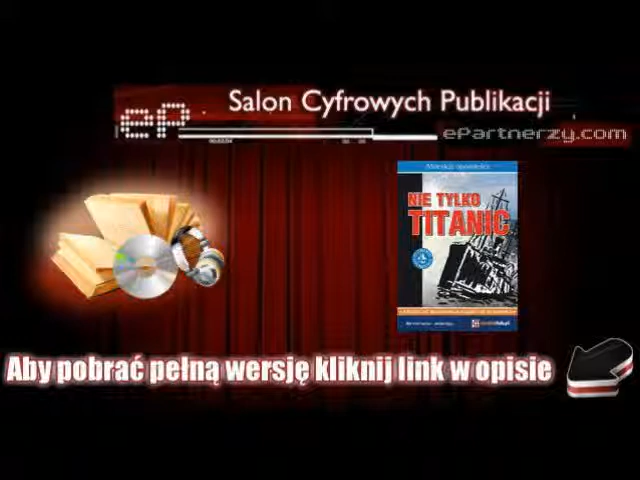 eP
Salon Cyfrowych Publikacji
ePartnerzy.com
NIE TYLKO
TITANIC
Aby pobrać pełną wersję kliknij link w opisie